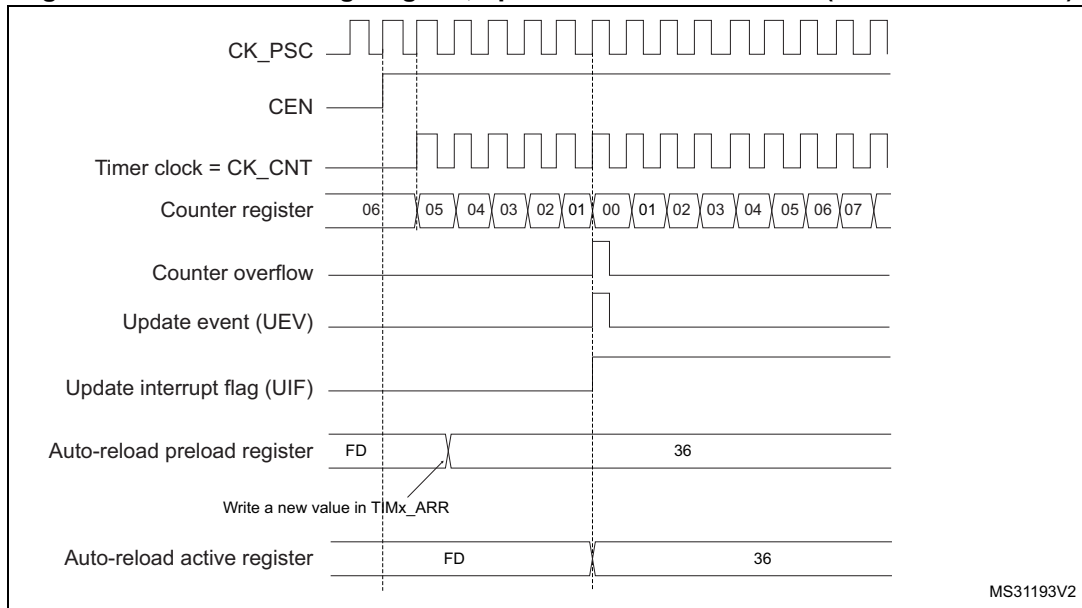 CK_PSC
CEN
Timer clock = CK_CNT
Counter register 06 05 04 03 02 01 00 01 02 03 04 05 06 07
Counter overflow
Update event (UEV)
Update interrupt flag (UIF)
Auto-reload preload register FD 36
Write a new value in TIMx_ARR
Auto-reload active register FD 36
MS31193V2